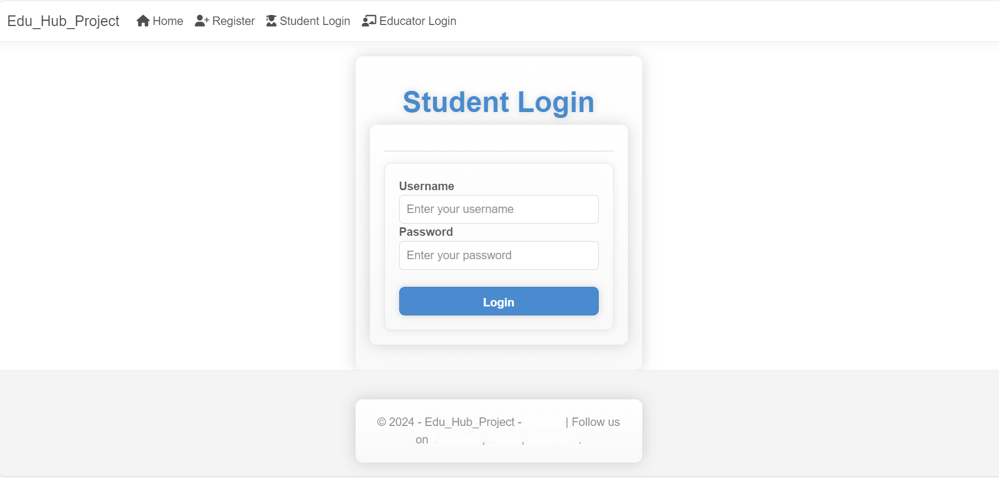 Edu_Hub_Project Home Register Student Login Educator Login
Student Login
Username
Enter your username
Password
Enter your password
Login
© 2024 - Edu_Hub_Project - Privacy | Follow us
on Facebook, Twitter, Instagram.